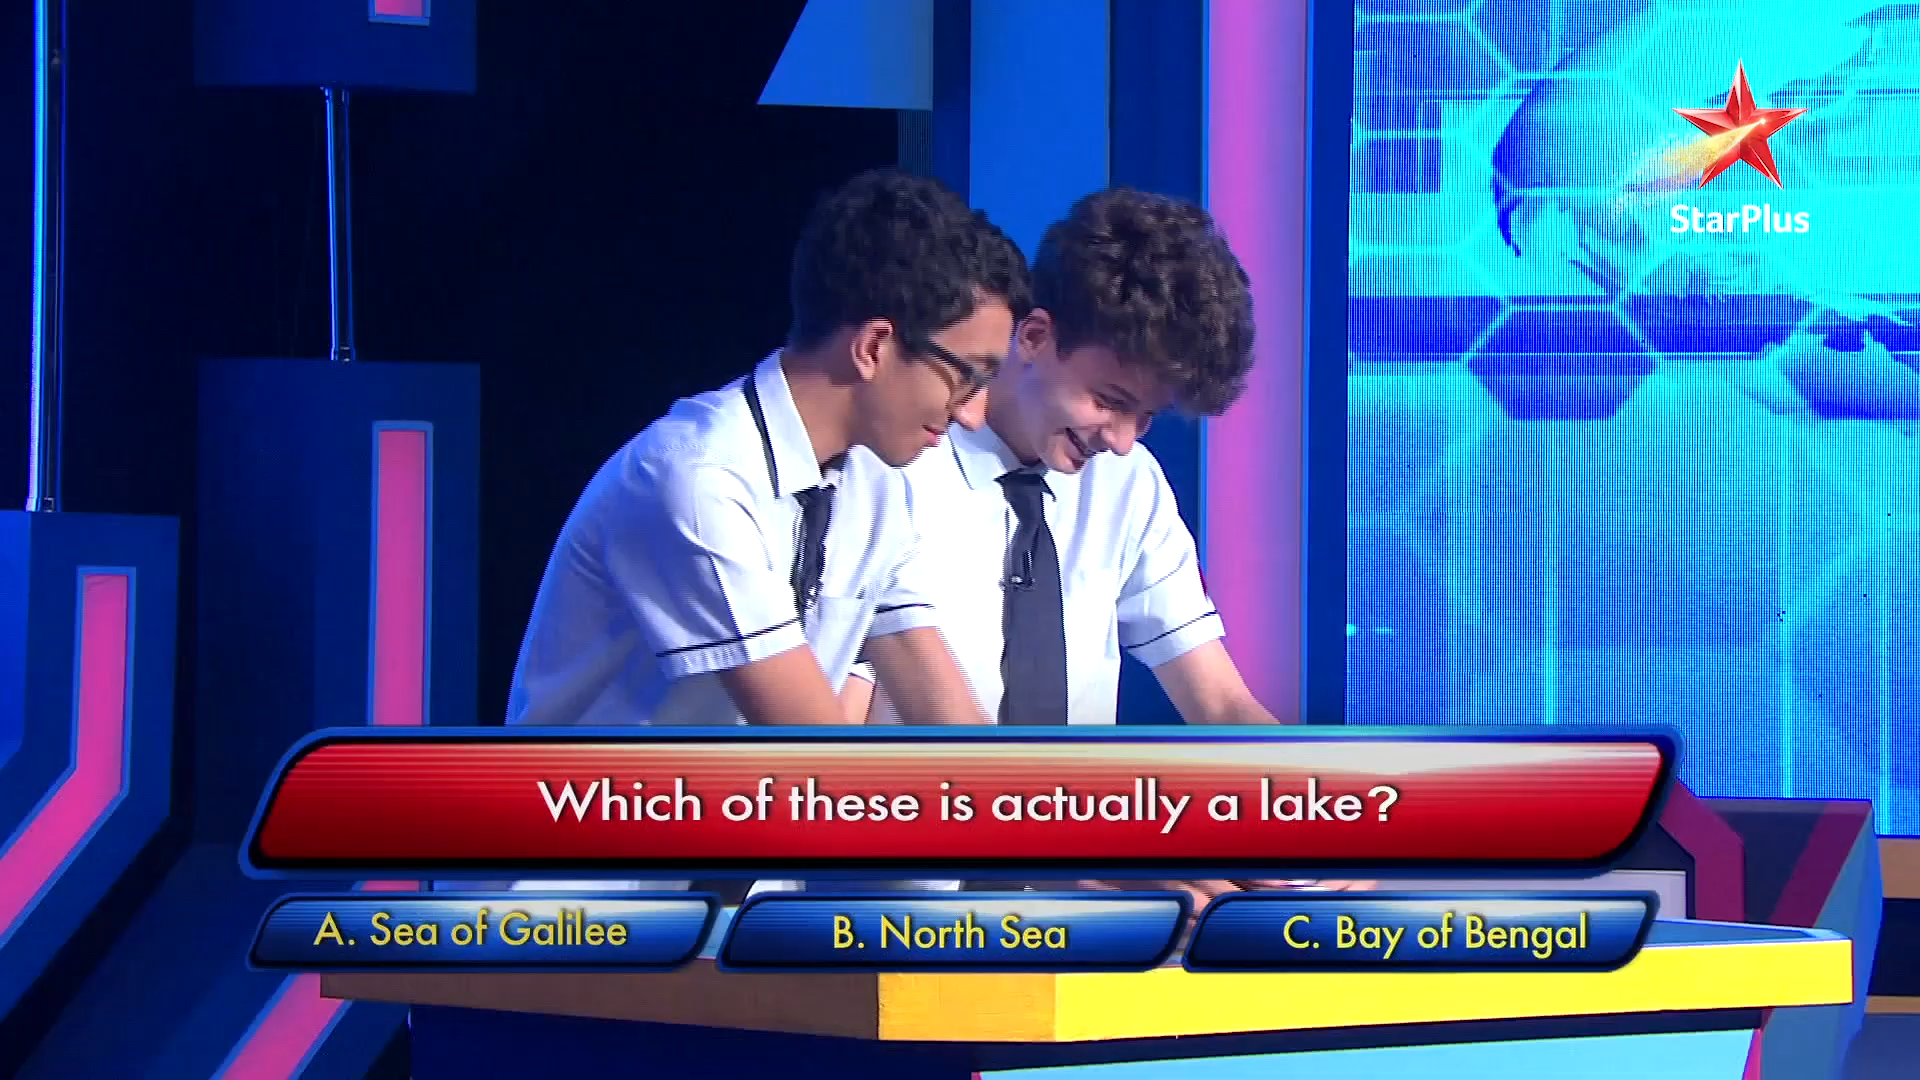 StarPlus
Which of these is actually a lake?
A. Sea of Galilee
B. North Sea
C. Bay of Bengal